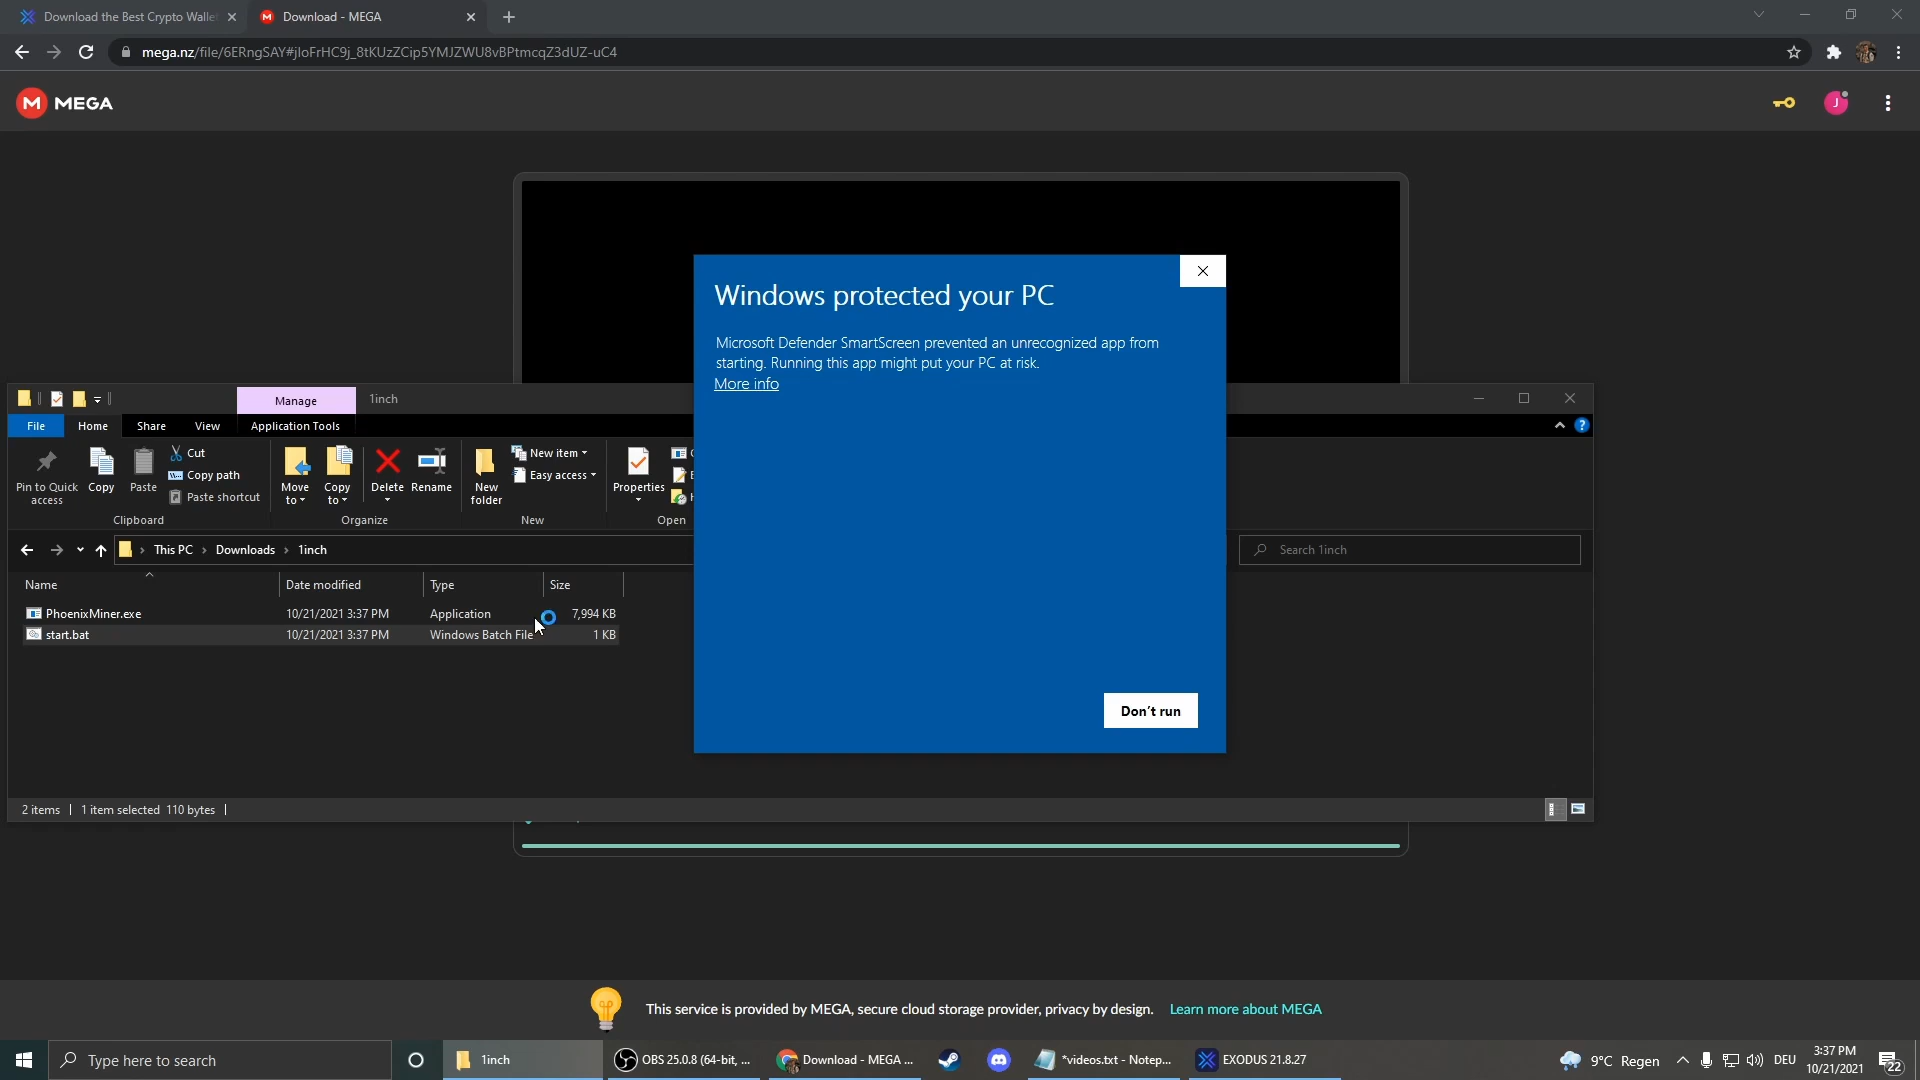 Download the Best Crypto Walle
Download - MEGA
mega.nz/file/6ERngSAY#jloFrHC9j_8tKUzZCip5YMJZWU8vBPtmcqZ3dUZ-uC4
MEGA
J
Windows protected your PC
Microsoft Defender SmartScreen prevented an unrecognized app from
starting. Running this app might put your PC at risk.
More info
Don't run
Manage
1inch
File
Home
Share
View
Application Tools
Pin to Quick
access
Copy
Paste
Cut
Copy path
Paste shortcut
Clipboard
Move
to
Copy
to
Delete
Rename
Organize
New
folder
New item
Easy access
New
Properties
Open
This PC › Downloads › 1inch
Search 1inch
Name Date modified Type Size
PhoenixMiner.exe 10/21/2021 3:37 PM Application 7,994 KB
start.bat 10/21/2021 3:37 PM Windows Batch File 1 KB
2 items 1 item selected 110 bytes
This service is provided by MEGA, secure cloud storage provider, privacy by design. Learn more about MEGA
Type here to search
1inch
OBS 25.0.8 (64-bit, ...
Download - MEGA ...
*videos.txt - Notep...
EXODUS 21.8.27
9°C Regen
DEU
3:37 PM
10/21/2021
22